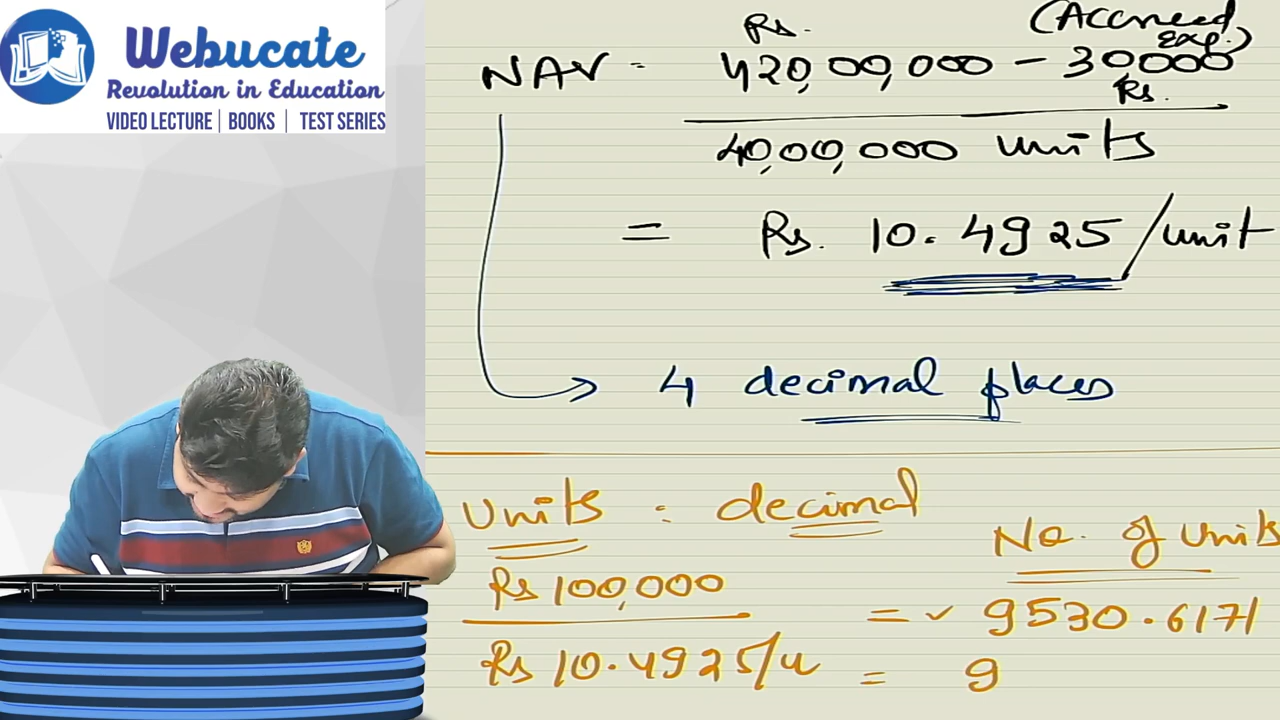 Webucate
Revolution in Education
VIDEO LECTURE | BOOKS | TEST SERIES
Rs. (Accrued Exp.)
NAV = 420,00,000 - 30000
Rs.
40,00,000 units
= Rs. 10.4925/unit
4 decimal places
Units : decimal
No. of Units
Rs 100,000
= 9530.6171
Rs 10.4925/u
= 9